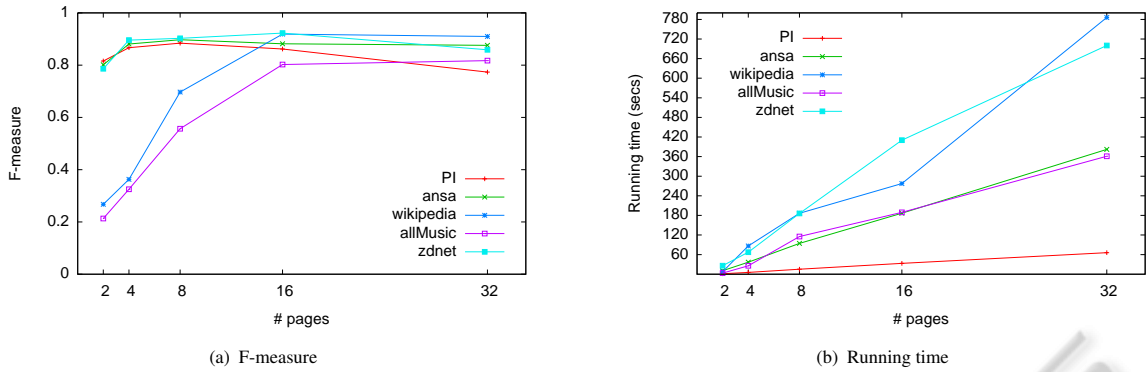 F-measure
1
0.8
0.6
0.4
0.2
0
2 4 8 16 32
# pages
PI
ansa
wikipedia
allMusic
zdnet
(a) F-measure
Running time (secs)
780
720
660
600
540
480
420
360
300
240
180
120
60
2 4 8 16 32
# pages
PI
ansa
wikipedia
allMusic
zdnet
(b) Running time